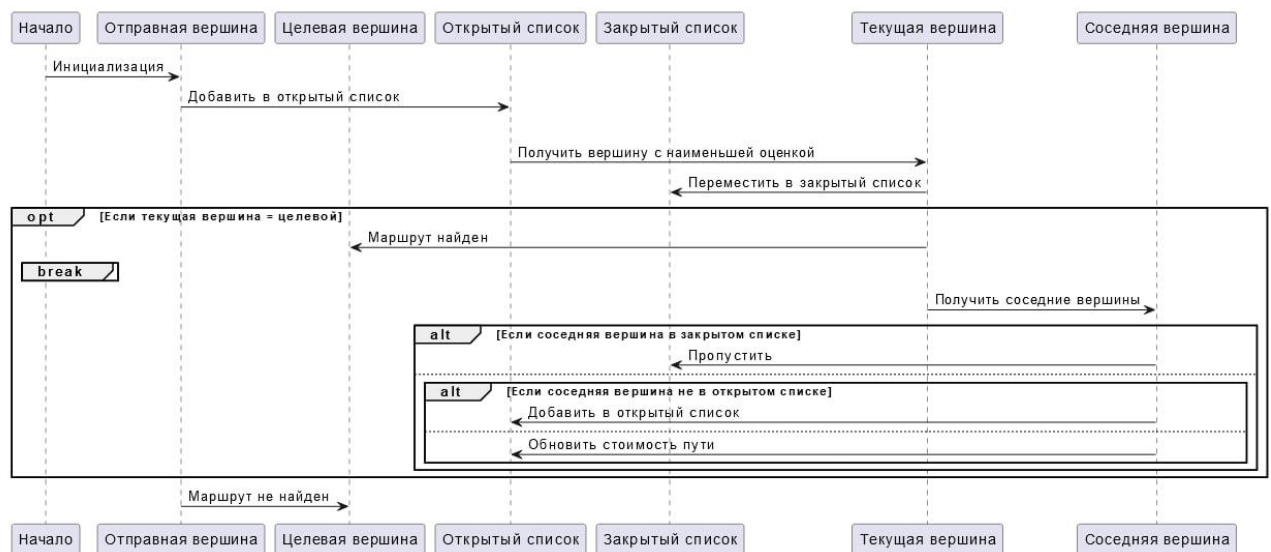 Начало
Отправная вершина
Целевая вершина
Открытый список
Закрытый список
Текущая вершина
Соседняя вершина
Инициализация
Добавить в открытый список
Получить вершину с наименьшей оценкой
Переместить в закрытый список
opt [Если текущая вершина = целевой]
Маршрут найден
break
Получить соседние вершины
alt [Если соседняя вершина в закрытом списке]
Пропустить
alt [Если соседняя вершина не в открытом списке]
Добавить в открытый список
Обновить стоимость пути
Маршрут не найден
Начало
Отправная вершина
Целевая вершина
Открытый список
Закрытый список
Текущая вершина
Соседняя вершина